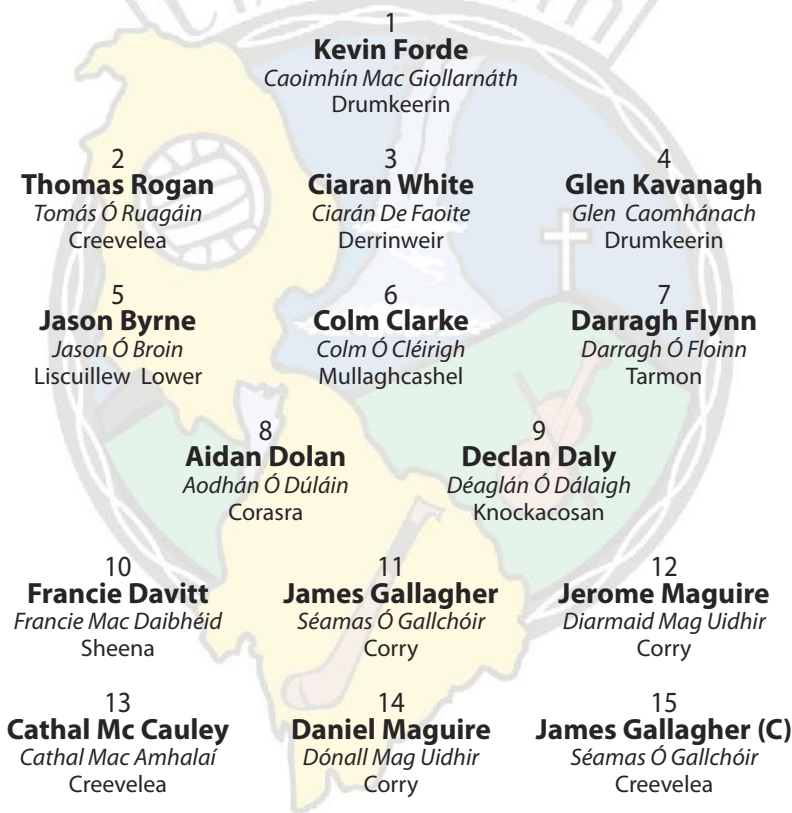 1
Kevin Forde
Caoimhín Mac Giollarnáth
Drumkeerin
2
Thomas Rogan
Tomás Ó Ruagáin
Creevelea
3
Ciaran White
Ciarán De Faoite
Derrinweir
4
Glen Kavanagh
Glen Caomhánach
Drumkeerin
5
Jason Byrne
Jason Ó Broin
Liscuillew Lower
6
Colm Clarke
Colm Ó Cléirigh
Mullaghcashel
7
Darragh Flynn
Darragh Ó Floinn
Tarmon
8
Aidan Dolan
Aodhán Ó Dúláin
Corasra
9
Declan Daly
Déaglán Ó Dálaigh
Knockacosan
10
Francie Davitt
Francie Mac Daibhéid
Sheena
11
James Gallagher
Séamas Ó Gallchóir
Corry
12
Jerome Maguire
Diarmaid Mag Uidhir
Corry
13
Cathal Mc Cauley
Cathal Mac Amhalaí
Creevelea
14
Daniel Maguire
Dónall Mag Uidhir
Corry
15
James Gallagher (C)
Séamas Ó Gallchóir
Creevelea